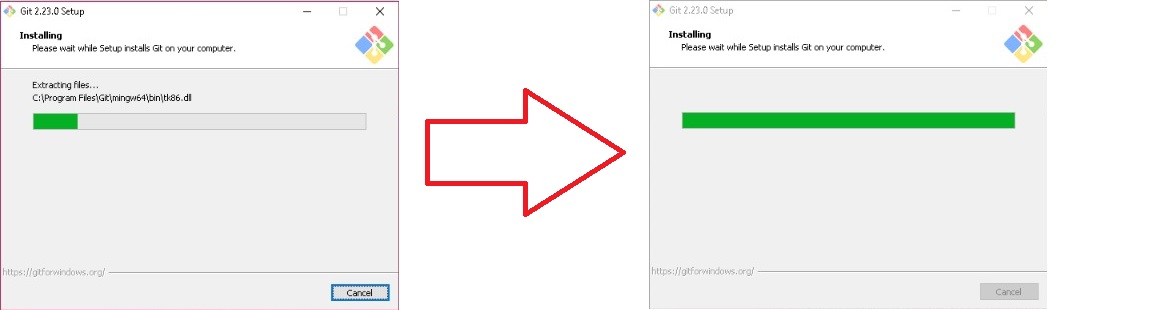 Git 2.23.0 Setup
Installing
Please wait while Setup installs Git on your computer.
Extracting files...
C:\Program Files\Git\mingw64\bin\tk86.dll
https://gitforwindows.org/
Cancel
Git 2.23.0 Setup
Installing
Please wait while Setup installs Git on your computer.
https://gitforwindows.org/
Cancel